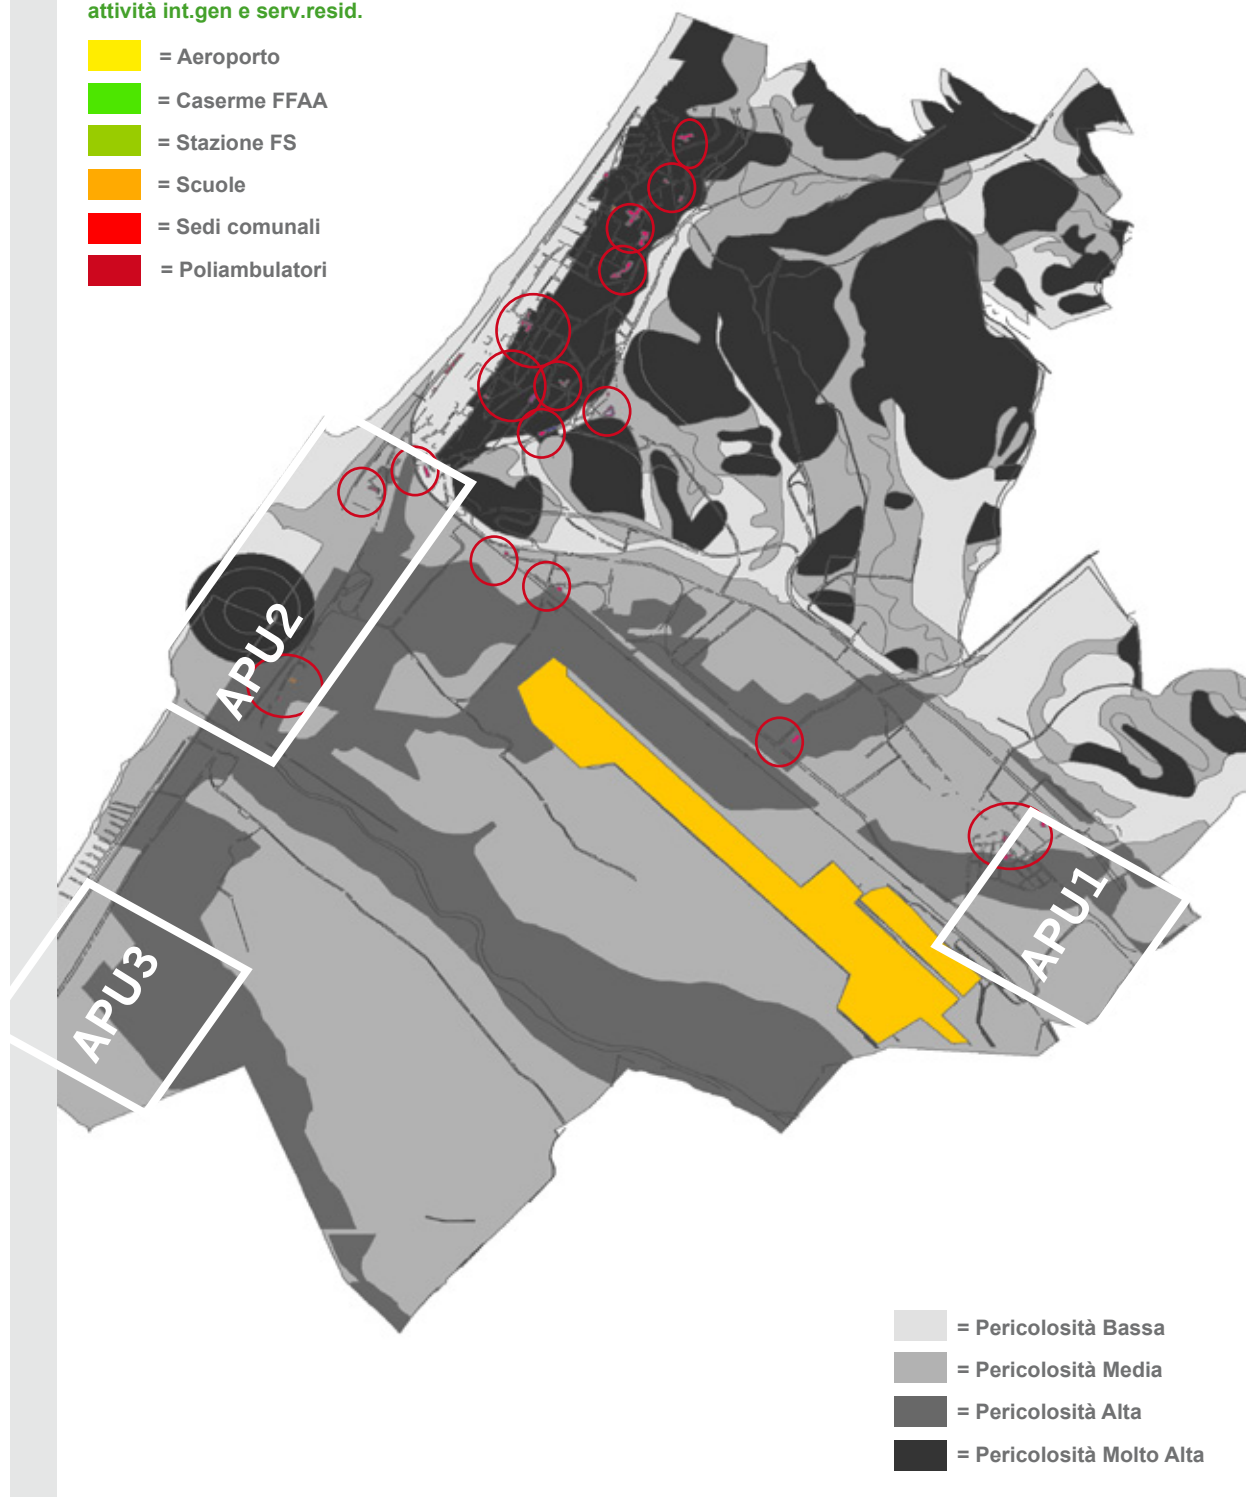 attività int.gen e serv.resid.
= Aeroporto
= Caserme FFAA
= Stazione FS
= Scuole
= Sedi comunali
= Poliambulatori
APU2
APU1
APU3
= Pericolosità Bassa
= Pericolosità Media
= Pericolosità Alta
= Pericolosità Molto Alta